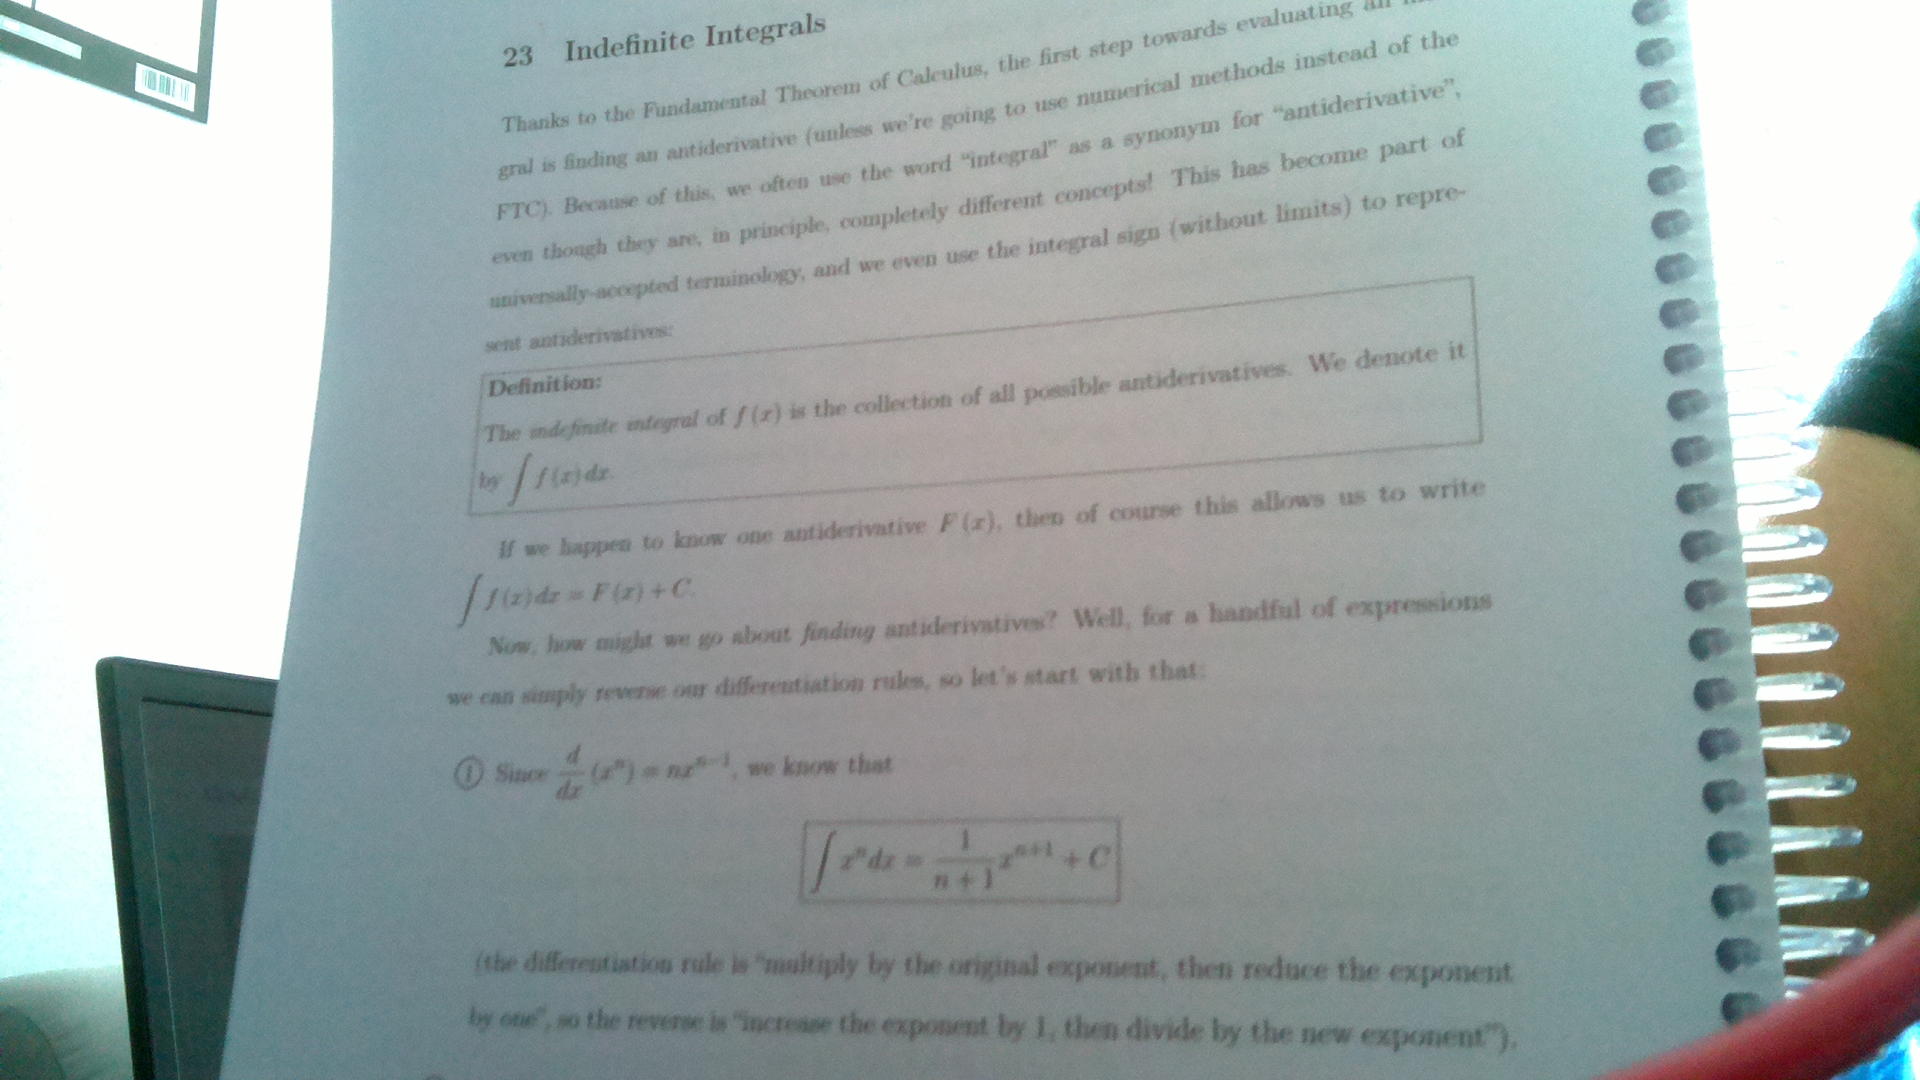 23 Indefinite Integrals
Thanks to the Fundamental Theorem of Calculus, the first step towards evaluating an
gral is finding an antiderivative (unless we're going to use numerical methods instead of the
FTC). Because of this, we often use the word “integral” as a synonym for “antiderivative”,
even though they are, in principle, completely different concepts! This has become part of
universally-accepted terminology, and we even use the integral sign (without limits) to repre-
sent antiderivatives:
Definition:
The indefinite integral of f(x) is the collection of all possible antiderivatives. We denote it
by ∫ f(x) dx.
If we happen to know one antiderivative F(x), then of course this allows us to write
∫ f(x) dx = F(x) + C.
Now, how might we go about finding antiderivatives? Well, for a handful of expressions
we can simply reverse our differentiation rules, so let's start with that:
① Since d/dx (xⁿ) = nxⁿ⁻¹, we know that
∫ xⁿ dx = 1/(n + 1) xⁿ⁺¹ + C
(the differentiation rule is “multiply by the original exponent, then reduce the exponent
by one”, so the reverse is “increase the exponent by 1, then divide by the new exponent”).